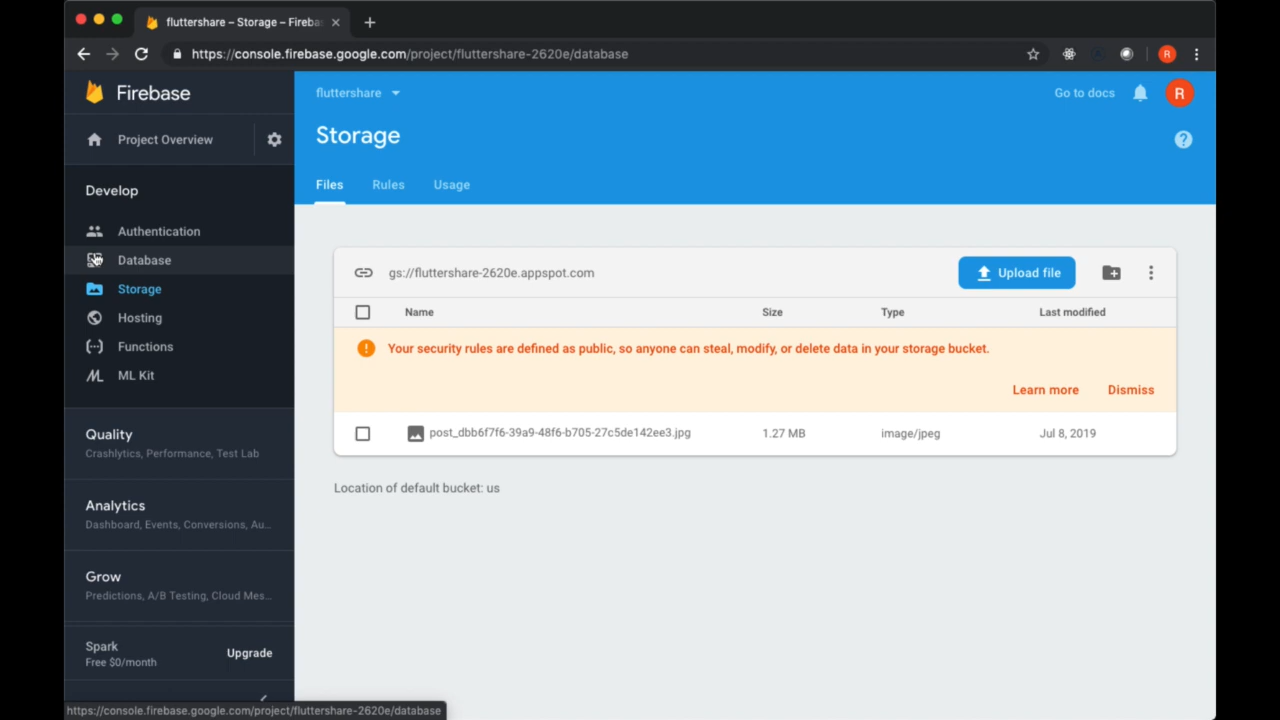 fluttershare – Storage – Fireba
https://console.firebase.google.com/project/fluttershare-2620e/database
R
Firebase
fluttershare
Go to docs
R
Project Overview
Storage
Develop
Files Rules Usage
Authentication
Database
Storage
Hosting
Functions
ML Kit
gs://fluttershare-2620e.appspot.com
Upload file
Name Size Type Last modified
Your security rules are defined as public, so anyone can steal, modify, or delete data in your storage bucket.
Learn more Dismiss
post_dbb6f7f6-39a9-48f6-b705-27c5de142ee3.jpg 1.27 MB image/jpeg Jul 8, 2019
Location of default bucket: us
Quality
Crashlytics, Performance, Test Lab
Analytics
Dashboard, Events, Conversions, Au...
Grow
Predictions, A/B Testing, Cloud Mes...
Spark
Free $0/month
Upgrade
https://console.firebase.google.com/project/fluttershare-2620e/database